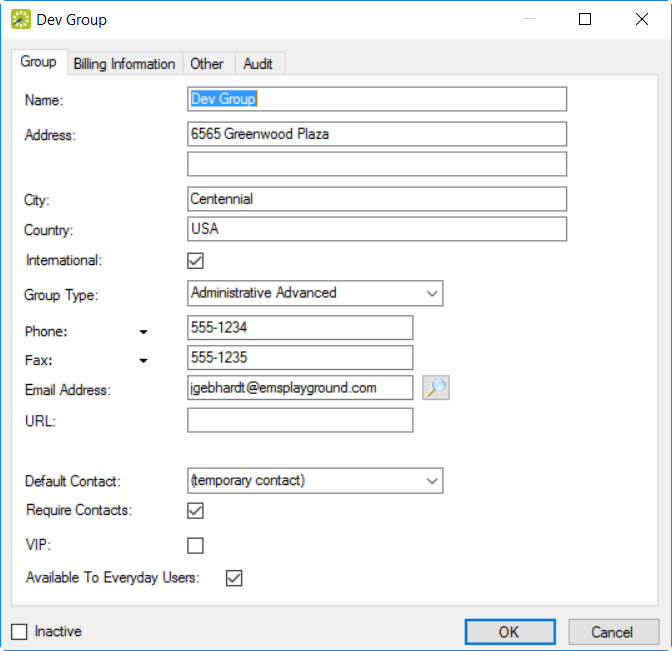 Dev Group
Group Billing Information Other Audit
Name: Dev Group
Address: 6565 Greenwood Plaza
City: Centennial
Country: USA
International:
Group Type: Administrative Advanced
Phone: 555-1234
Fax: 555-1235
Email Address: jgebhardt@emsplayground.com
URL:
Default Contact: (temporary contact)
Require Contacts:
VIP:
Available To Everyday Users:
Inactive OK Cancel